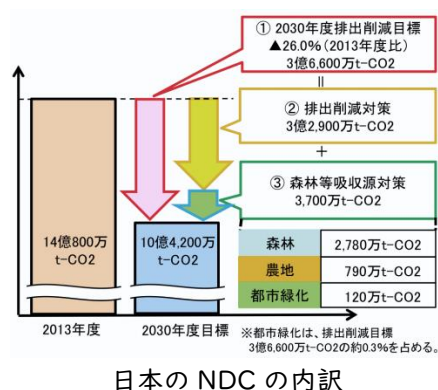 ① 2030年度排出削減目標
▲26.0%(2013年度比)
3億6,600万t-CO2
＝
② 排出削減対策
3億2,900万t-CO2
＋
③ 森林等吸収源対策
3,700万t-CO2
14億800万
t-CO2
10億4,200万
t-CO2
森林 2,780万t-CO2
農地 790万t-CO2
都市緑化 120万t-CO2
2013年度
2030年度目標
※都市緑化は、排出削減目標
3億6,600万t-CO2の約0.3%を占める。
日本の NDC の内訳